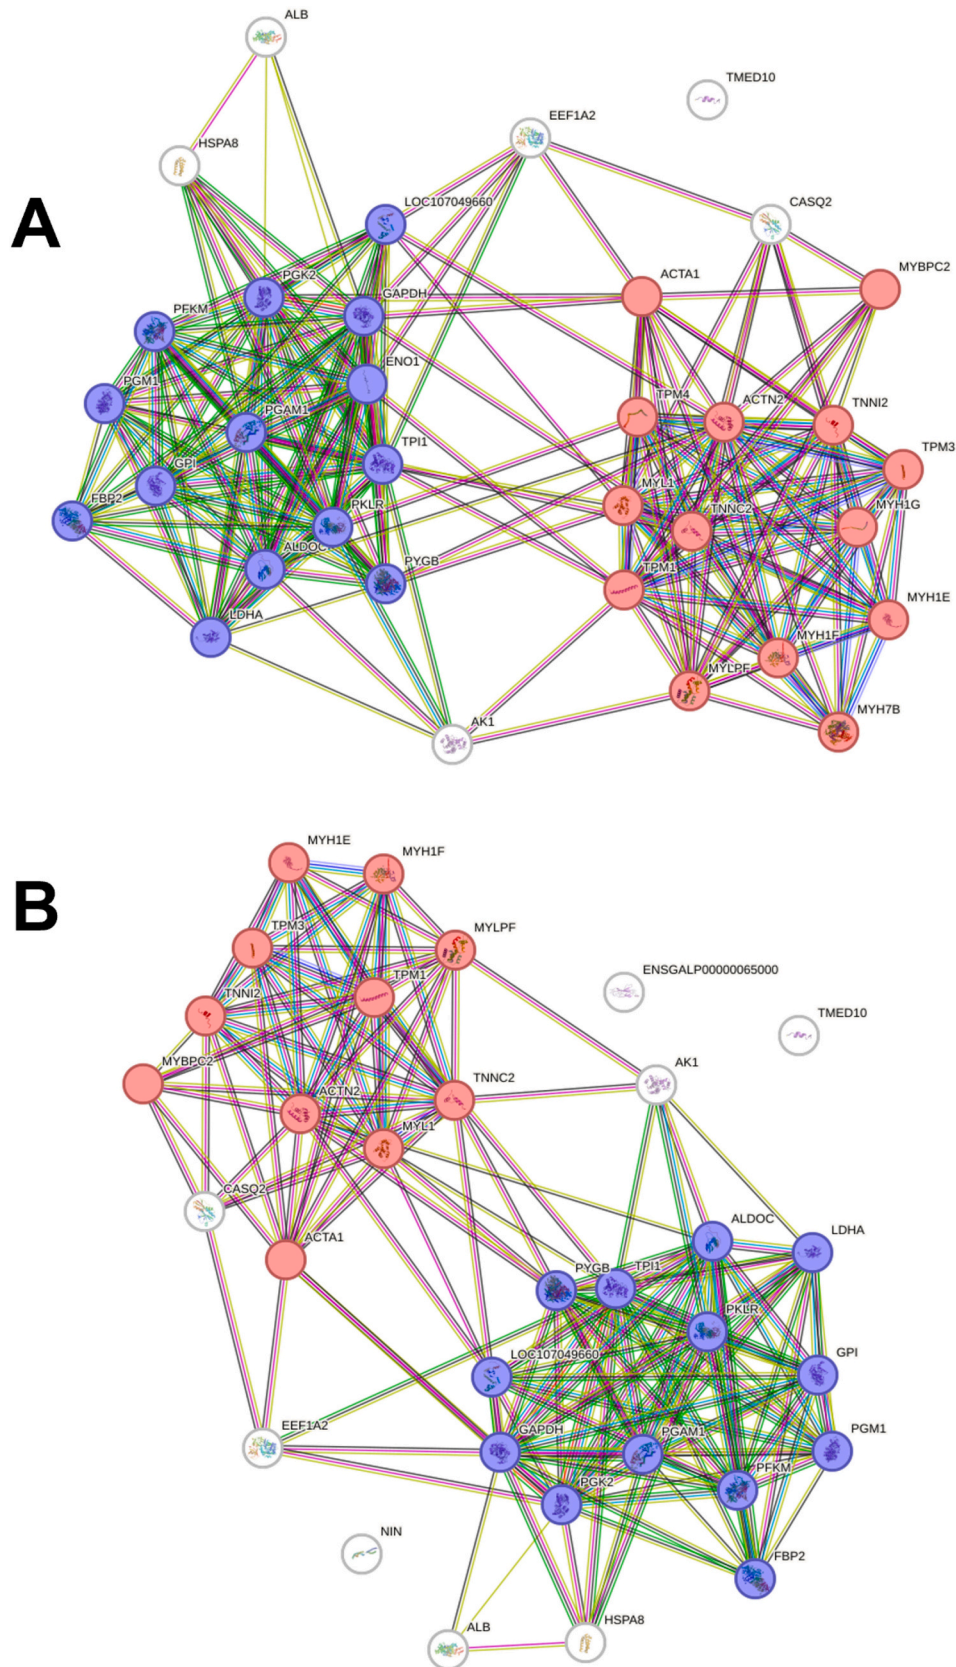 ALB
TMED10
EEF1A2
HSPA8
A
LOC107049660
CASQ2
MYBPC2
PGK2
ACTA1
GAPDH
PFKM
ENO1
PGM1
TPM4
ACTN2
TNNI2
PGAM1
TPI1
TPM3
GPI
MYL1
FBP2
PKLR
TNNC2
MYH1G
ALDOC
PYGB
TPM1
MYH1E
LDHA
MYH1F
MYLPF
AK1
MYH7B
MYH1E
MYH1F
B
TPM3
MYLPF
TPM1
ENSGALP00000065000
TNNI2
TMED10
MYBPC2
AK1
TNNC2
ACTN2
MYL1
CASQ2
ACTA1
ALDOC
LDHA
PYGB
TPI1
PKLR
LOC107049660
GPI
EEF1A2
GAPDH
PGAM1
PGM1
PGK2
PFKM
NIN
FBP2
ALB
HSPA8